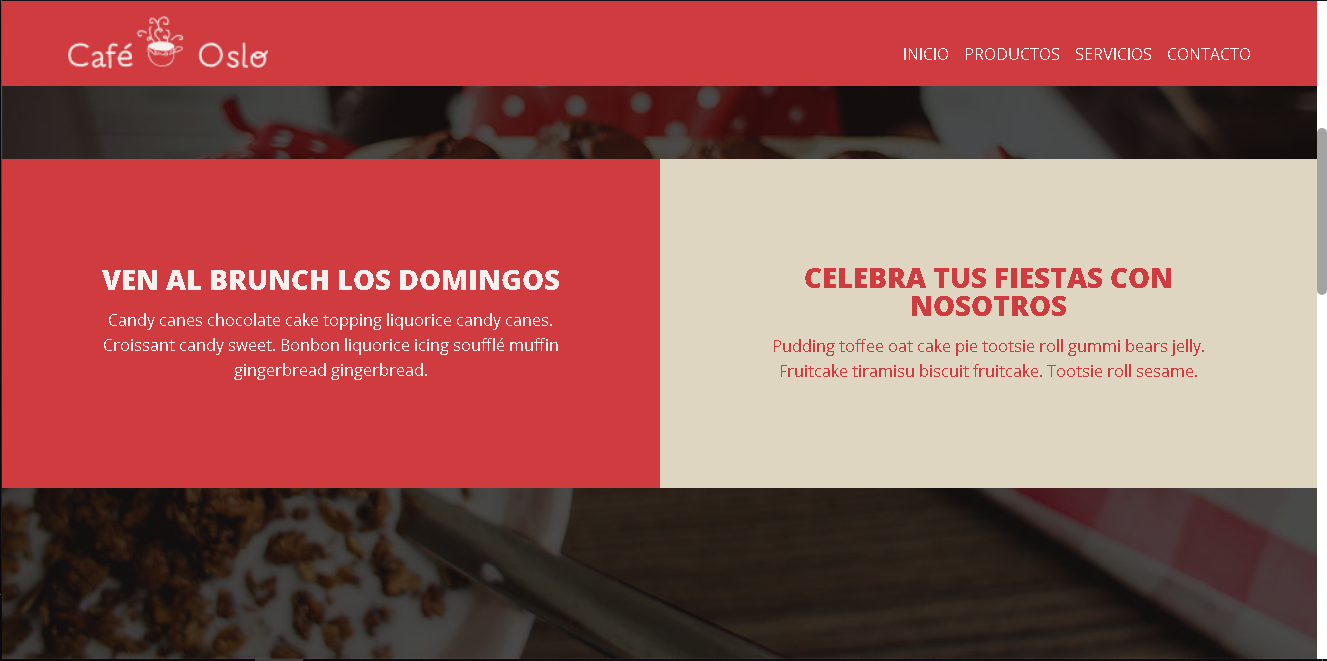 Café Oslo
INICIO PRODUCTOS SERVICIOS CONTACTO
VEN AL BRUNCH LOS DOMINGOS
Candy canes chocolate cake topping liquorice candy canes.
Croissant candy sweet. Bonbon liquorice icing soufflé muffin
gingerbread gingerbread.
CELEBRA TUS FIESTAS CON
NOSOTROS
Pudding toffee oat cake pie tootsie roll gummi bears jelly.
Fruitcake tiramisu biscuit fruitcake. Tootsie roll sesame.